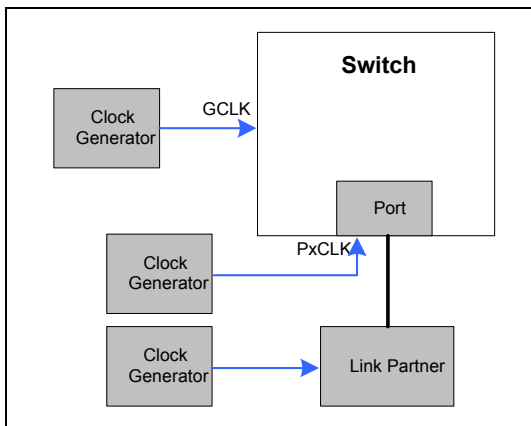 Switch
Clock
Generator
GCLK
Port
PxCLK
Clock
Generator
Clock
Generator
Link Partner